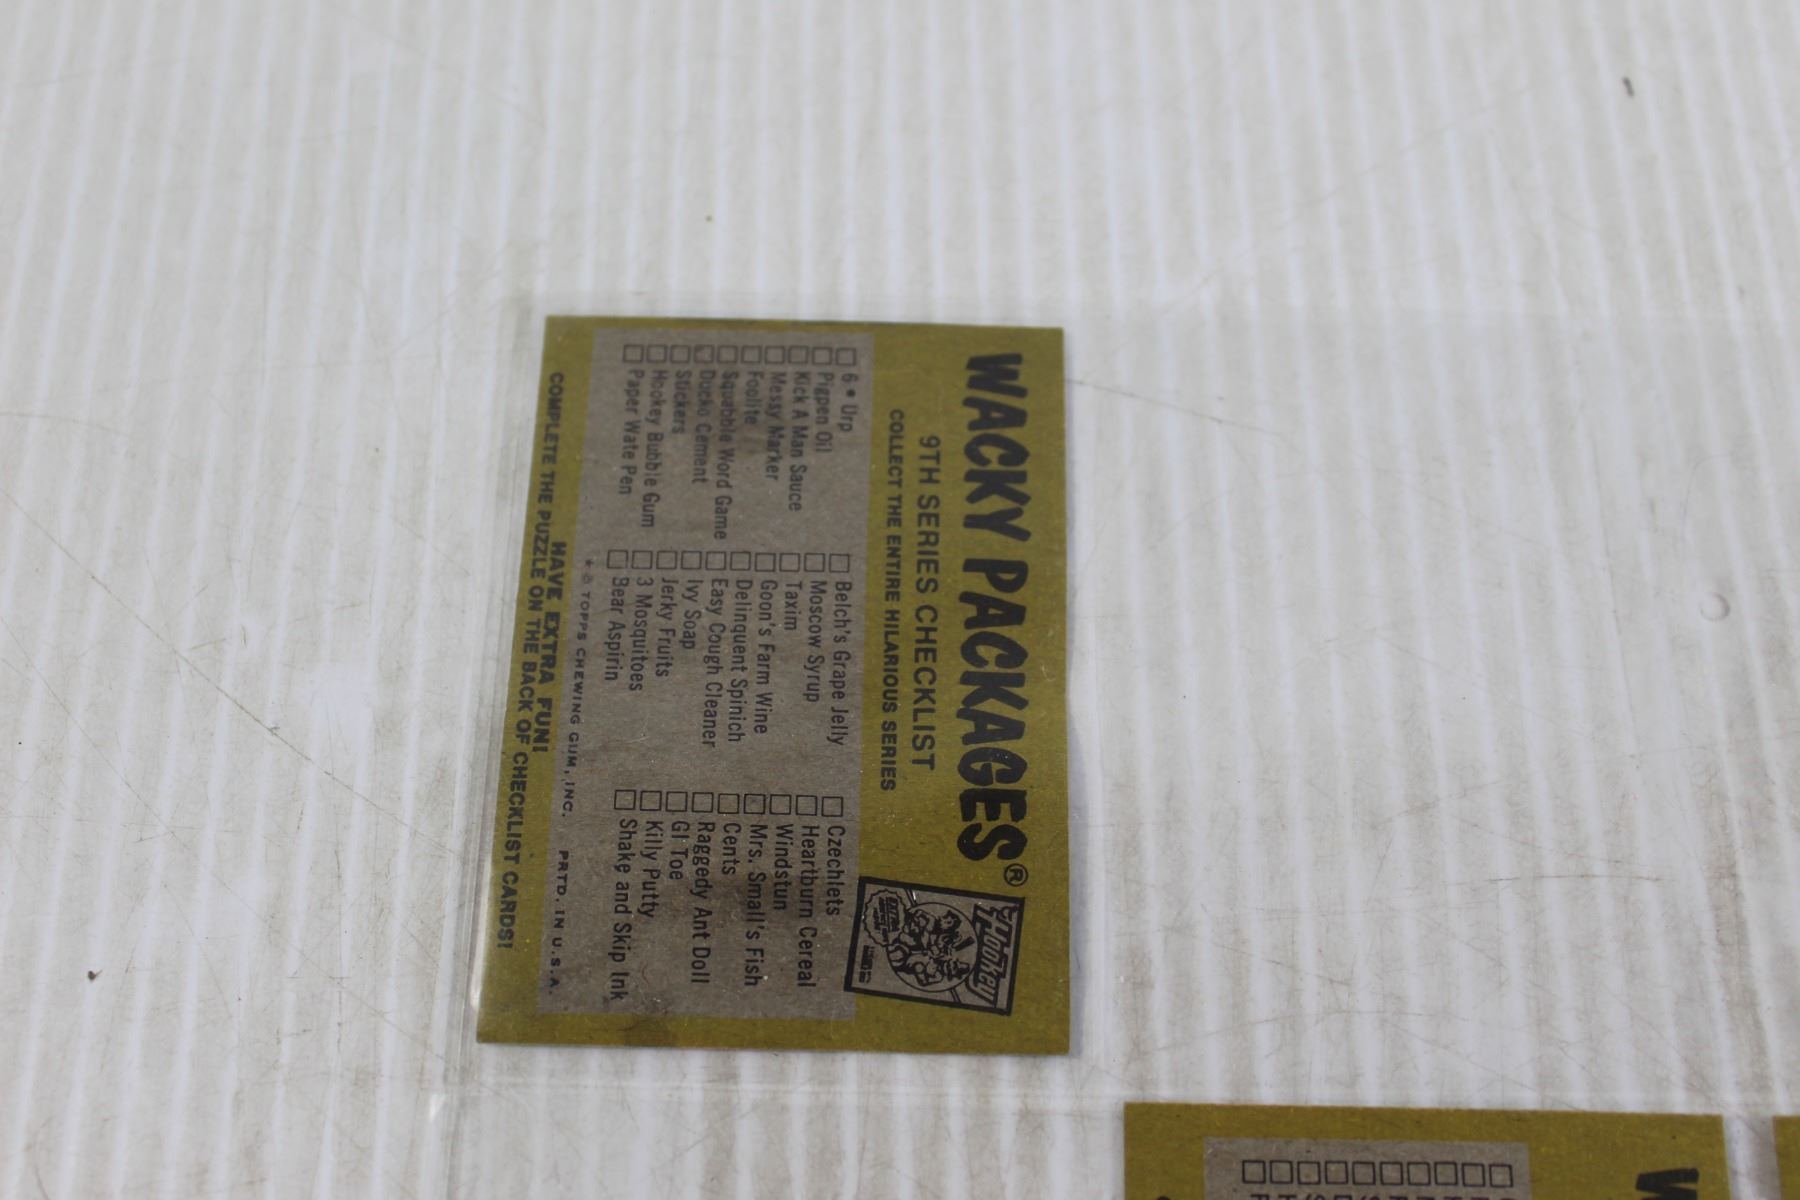 WACKY PACKAGES®
9TH SERIES CHECKLIST
COLLECT THE ENTIRE HILARIOUS SERIES
Hookey
6 • Urp
Pigpen Oil
Kick A Man Sauce
Messy Marker
Foolite
Squabble Word Game
Ducko Cement
Stickers
Hookey Bubble Gum
Paper Wate Pen
Belch's Grape Jelly
Moscow Syrup
Taxim
Goon's Farm Wine
Delinquent Spinich
Easy Cough Cleaner
Ivy Soap
Jerky Fruits
3 Mosquitoes
Bear Aspirin
Czechlets
Heartburn Cereal
Windstun
Mrs. Small's Fish
Cents
Raggedy Ant Doll
GI Toe
Killy Putty
Shake and Skip Ink
© TOPPS CHEWING GUM, INC. PRTD. IN U.S.A.
HAVE EXTRA FUN!
COMPLETE THE PUZZLE ON THE BACK OF CHECKLIST CARDS!
W